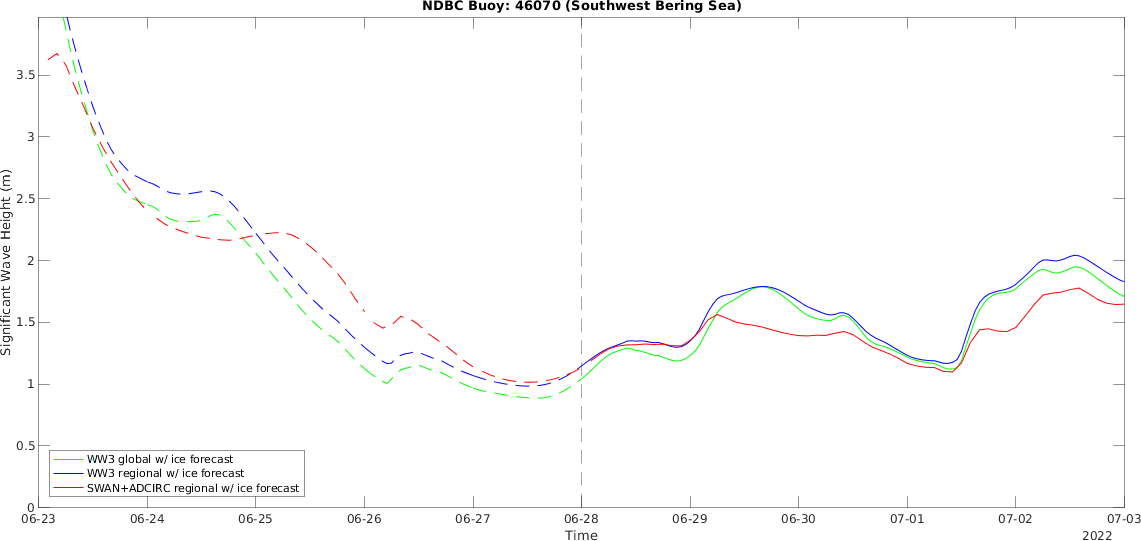 NDBC Buoy: 46070 (Southwest Bering Sea)
Significant Wave Height (m)
3.5
3
2.5
2
1.5
1
0.5
0
WW3 global w/ ice forecast
WW3 regional w/ ice forecast
SWAN+ADCIRC regional w/ ice forecast
06-23 06-24 06-25 06-26 06-27 06-28 06-29 06-30 07-01 07-02 07-03
Time
2022